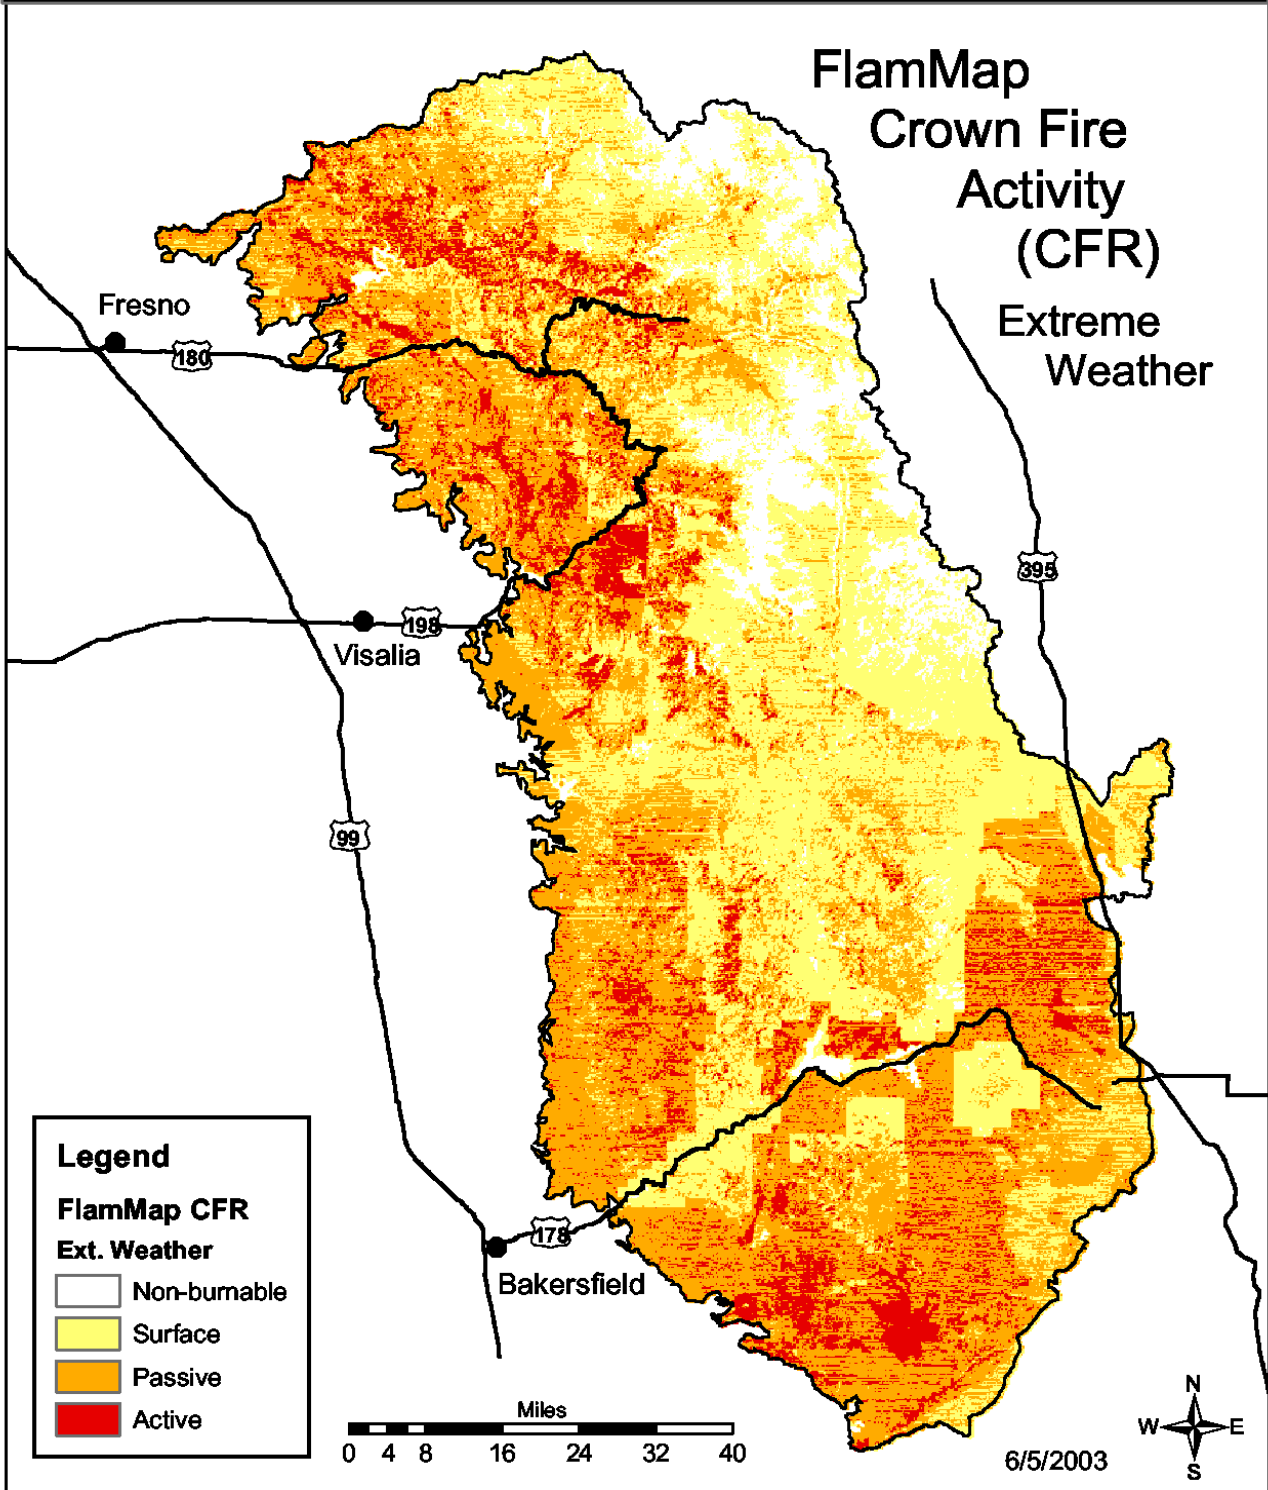 FlamMap
Crown Fire
Activity
(CFR)
Extreme
Weather
Fresno
180
395
198
Visalia
99
178
Bakersfield
Legend
FlamMap CFR
Ext. Weather
Non-burnable
Surface
Passive
Active
Miles
0 4 8 16 24 32 40
N
W E
S
6/5/2003